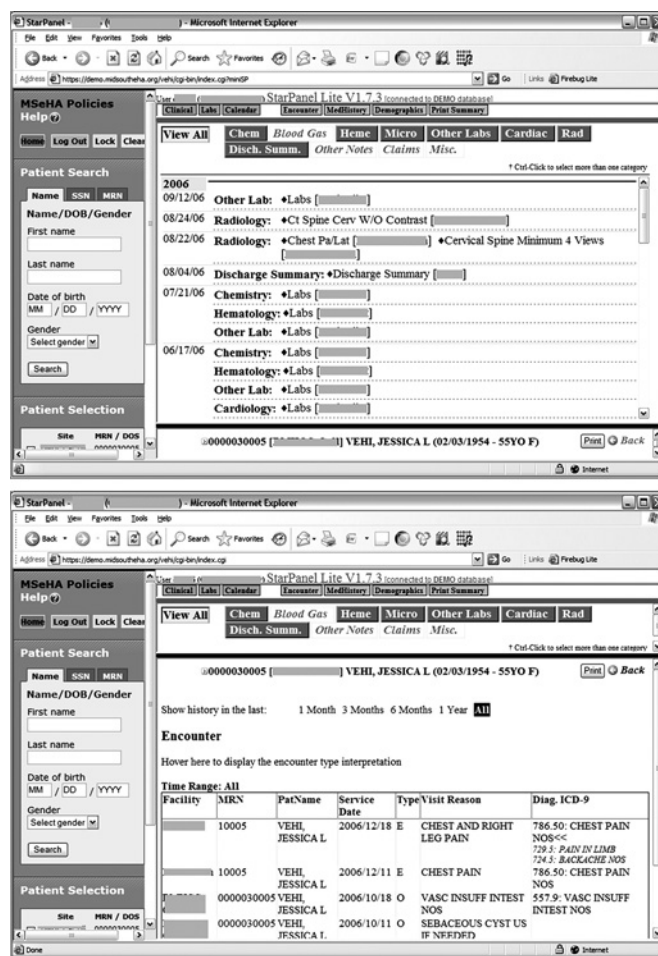 StarPanel - ) - Microsoft Internet Explorer
File Edit View Favorites Tools Help
Back Search Favorites
Address https://demo.midsoutheha.org/vehi/cgi-bin/index.cgi?miniSP Go Links Firebug Lite
MSeHA Policies
Help
Home Log Out Lock Clear
Patient Search
Name SSN MRN
Name/DOB/Gender
First name
Last name
Date of birth
MM / DD / YYYY
Gender
Select gender
Search
Patient Selection
Site MRN / DOS
StarPanel Lite V1.7.3 [connected to DEMO database]
Clinical Labs Calendar Encounter MedHistory Demographics Print Summary
View All Chem Blood Gas Heme Micro Other Labs Cardiac Rad
Disch. Summ. Other Notes Claims Misc.
† Ctrl-Click to select more than one category
2006
09/12/06 Other Lab: ♦Labs [ ]
08/24/06 Radiology: ♦Ct Spine Cerv W/O Contrast [ ]
08/22/06 Radiology: ♦Chest Pa/Lat [ ] ♦Cervical Spine Minimum 4 Views
[ ]
08/04/06 Discharge Summary: ♦Discharge Summary [ ]
07/21/06 Chemistry: ♦Labs [ ]
Hematology: ♦Labs [ ]
Other Lab: ♦Labs [ ]
06/17/06 Chemistry: ♦Labs [ ]
Hematology: ♦Labs [ ]
Other Lab: ♦Labs [ ]
Cardiology: ♦Labs [ ]
0000030005 [ ] VEHI, JESSICA L (02/03/1954 - 55YO F) Print Back
Internet
StarPanel - ) - Microsoft Internet Explorer
File Edit View Favorites Tools Help
Back Search Favorites
Address https://demo.midsoutheha.org/vehi/cgi-bin/index.cgi Go Links Firebug Lite
MSeHA Policies
Help
Home Log Out Lock Clear
Patient Search
Name SSN MRN
Name/DOB/Gender
First name
Last name
Date of birth
MM / DD / YYYY
Gender
Select gender
Search
Patient Selection
Site MRN / DOS
StarPanel Lite V1.7.3 [connected to DEMO database]
Clinical Labs Calendar Encounter MedHistory Demographics Print Summary
View All Chem Blood Gas Heme Micro Other Labs Cardiac Rad
Disch. Summ. Other Notes Claims Misc.
† Ctrl-Click to select more than one category
0000030005 [ ] VEHI, JESSICA L (02/03/1954 - 55YO F) Print Back
Show history in the last: 1 Month 3 Months 6 Months 1 Year All
Encounter
Hover here to display the encounter type interpretation
Time Range: All
Facility MRN PatName Service Type Visit Reason Diag. ICD-9
Date
10005 VEHI, 2006/12/18 E CHEST AND RIGHT 786.50: CHEST PAIN
JESSICA L LEG PAIN NOS<<
729.5: PAIN IN LIMB
724.5: BACKACHE NOS
10005 VEHI, 2006/12/11 E CHEST PAIN 786.50: CHEST PAIN
JESSICA L NOS
0000030005 VEHI, 2006/10/18 O VASC INSUFF INTEST 557.9: VASC INSUFF
JESSICA L NOS INTEST NOS
0000030005 VEHI, 2006/10/11 O SEBACEOUS CYST US
JESSICA L IF NEEDED
Done Internet